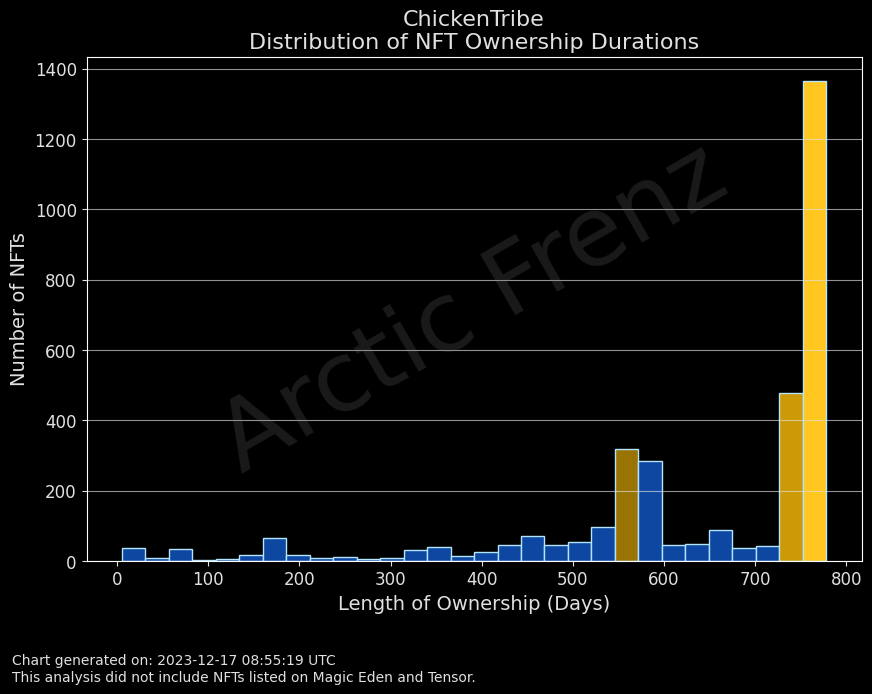 ChickenTribe
Distribution of NFT Ownership Durations
Number of NFTs
1400
1200
1000
800
600
400
200
0
Arctic Frenz
0 100 200 300 400 500 600 700 800
Length of Ownership (Days)
Chart generated on: 2023-12-17 08:55:19 UTC
This analysis did not include NFTs listed on Magic Eden and Tensor.